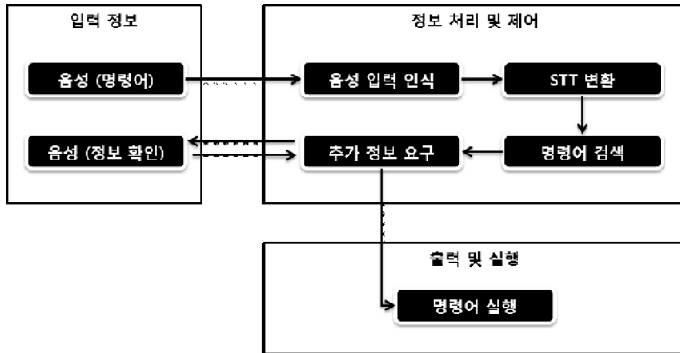 입력 정보
정보 처리 및 제어
음성 (명령어)
음성 입력 인식
STT 변환
음성 (정보 확인)
추가 정보 요구
명령어 검색
출력 및 실행
명령어 실행